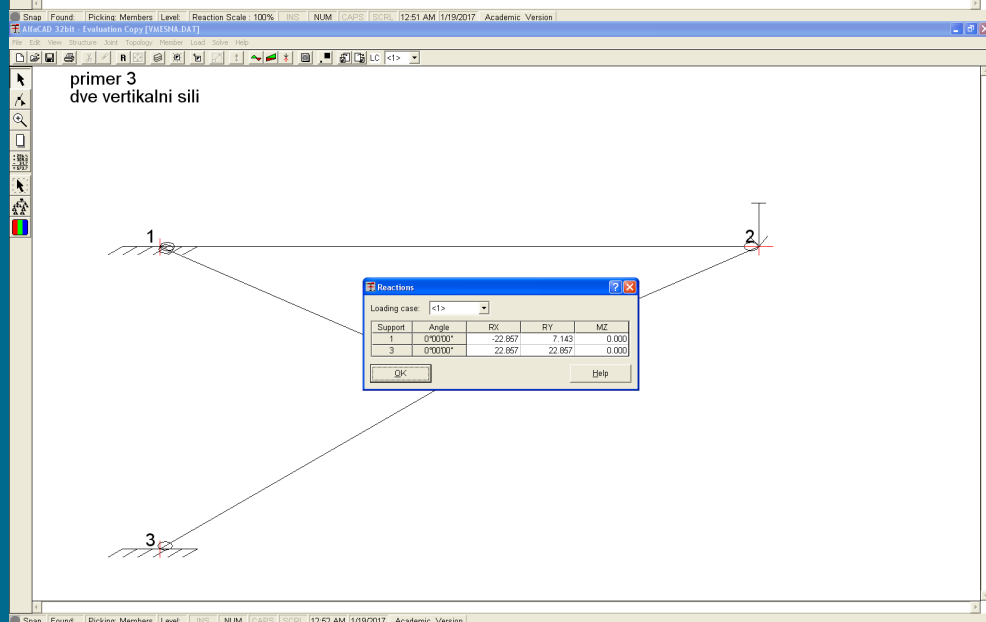 Snap Found: Picking: Members Level: Reaction Scale : 100% INS NUM CAPS SCRL 12:51 AM 1/19/2017 Academic Version
AlfaCAD 32bit - Evaluation Copy [VMESNA.DAT]
File Edit View Structure Joint Topology Member Load Solve Help
R LC <1>
primer 3
dve vertikalni sili
1
2
Reactions
Loading case: <1>
Support Angle RX RY MZ
1 0°00'00" -22.857 7.143 0.000
3 0°00'00" 22.857 22.857 0.000
OK Help
3
Snap Found: Picking: Members Level: INS NUM CAPS SCRL 12:52 AM 1/19/2017 Academic Version